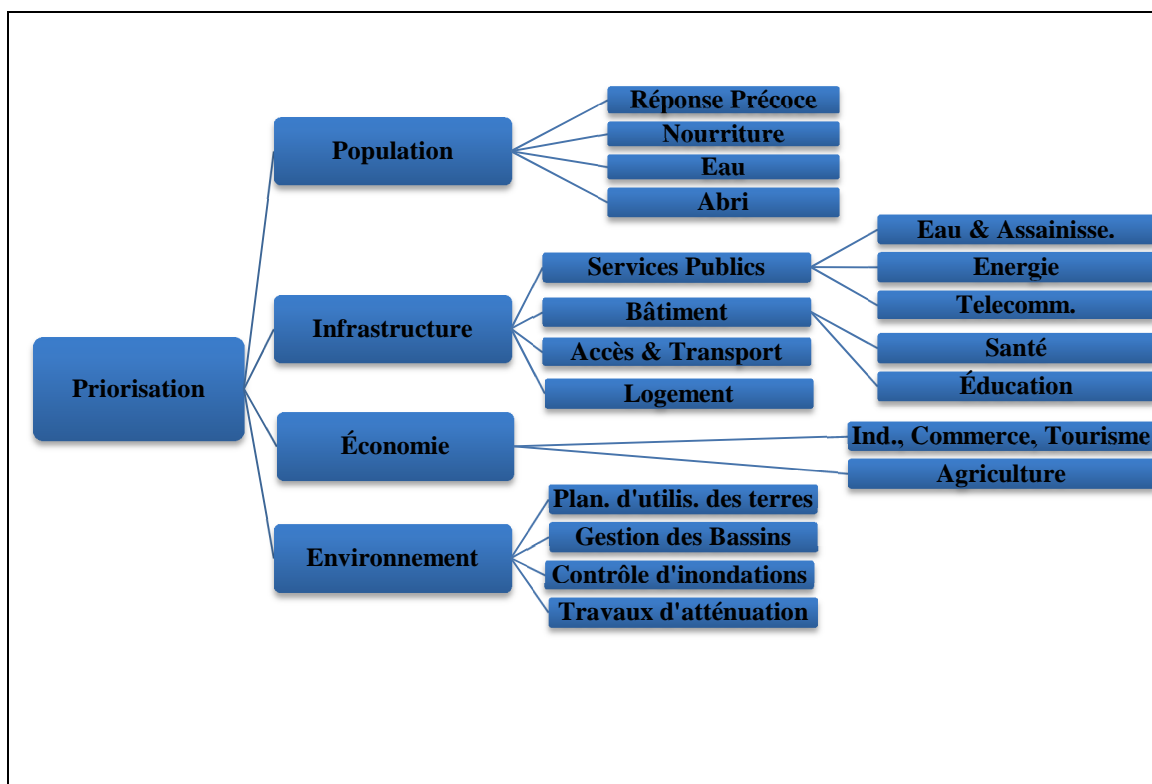 Priorisation
Population
Réponse Précoce
Nourriture
Eau
Abri
Infrastructure
Services Publics
Eau & Assainisse.
Energie
Telecomm.
Bâtiment
Santé
Éducation
Accès & Transport
Logement
Économie
Ind., Commerce, Tourisme
Agriculture
Environnement
Plan. d'utilis. des terres
Gestion des Bassins
Contrôle d'inondations
Travaux d'atténuation